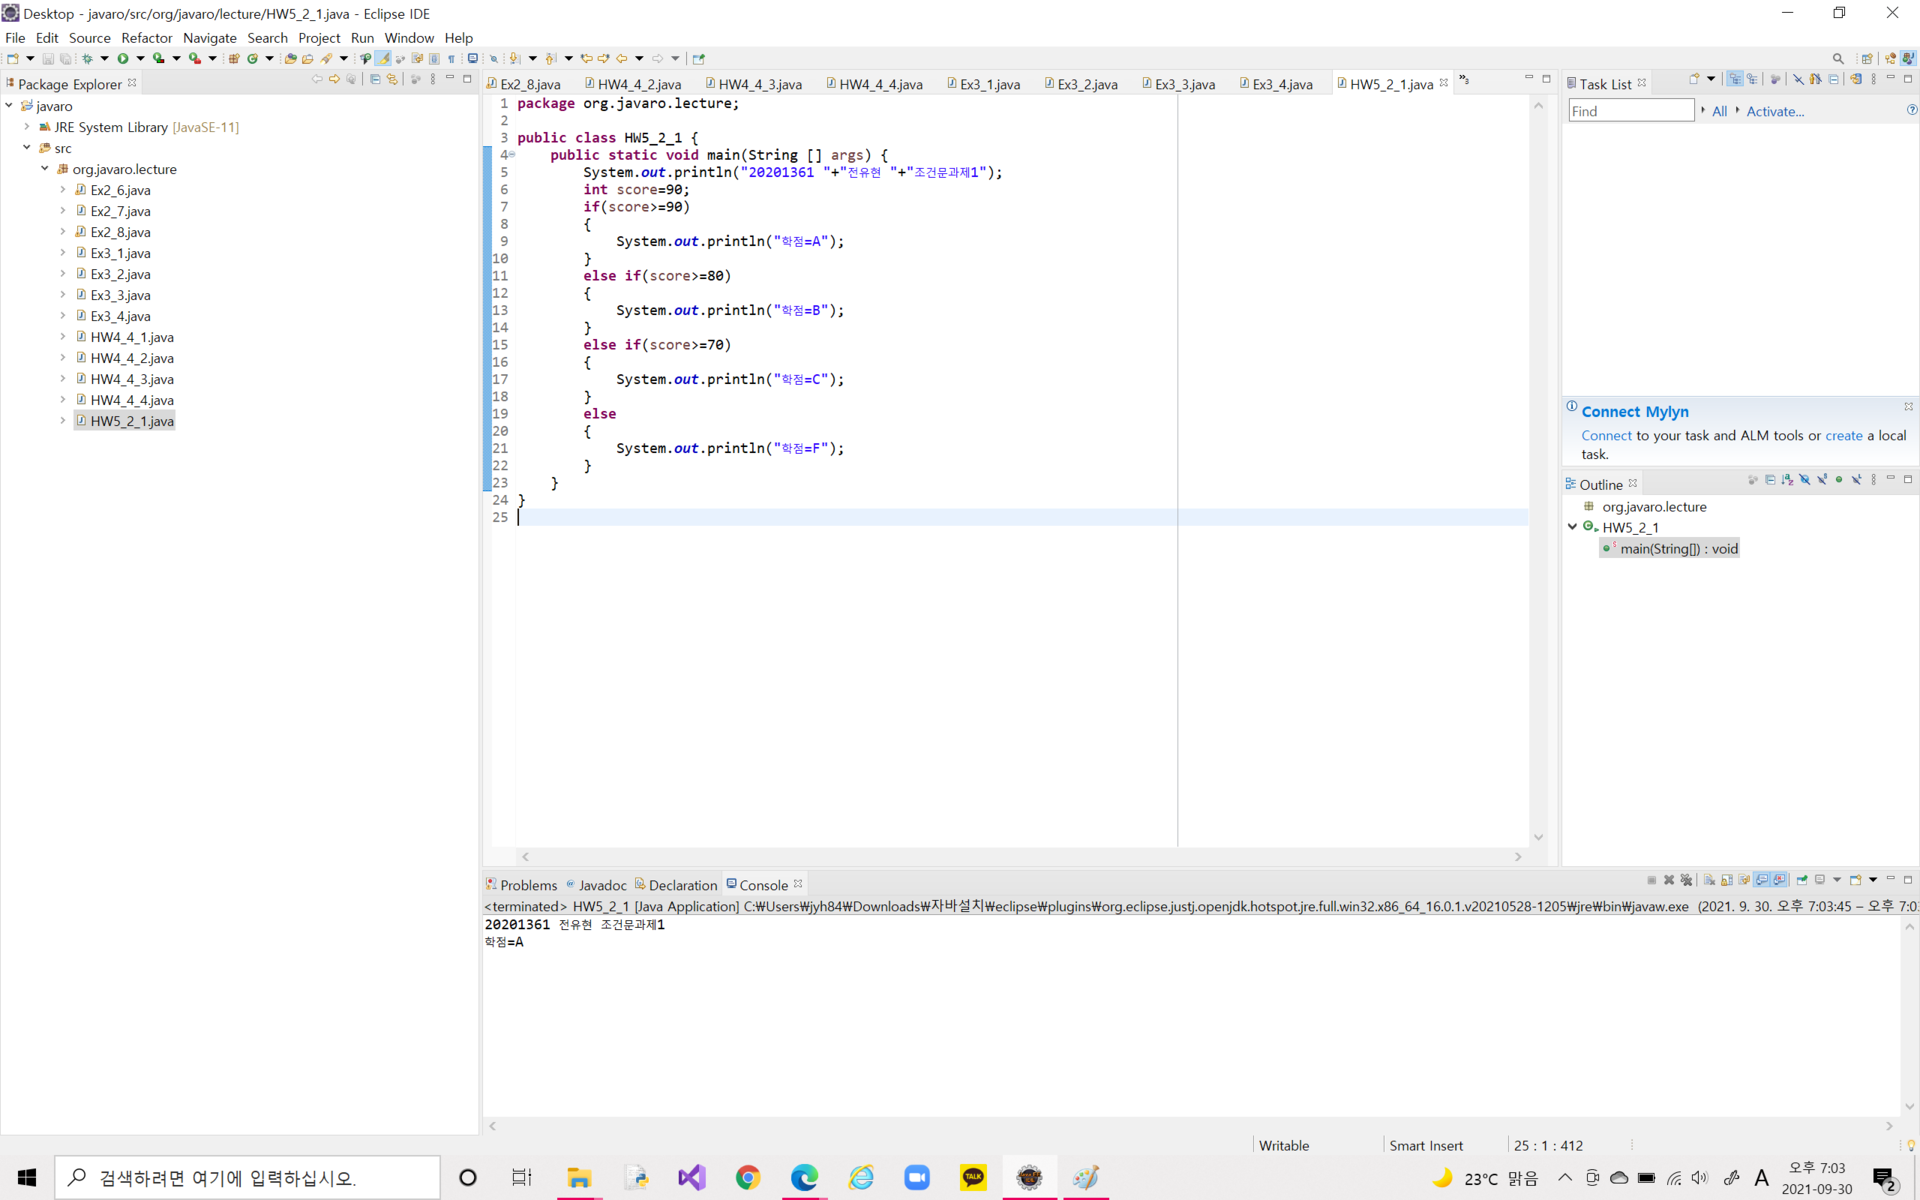 Desktop - javaro/src/org/javaro/lecture/HW5_2_1.java - Eclipse IDE
File Edit Source Refactor Navigate Search Project Run Window Help
Package Explorer
javaro
JRE System Library [JavaSE-11]
src
org.javaro.lecture
Ex2_6.java
Ex2_7.java
Ex2_8.java
Ex3_1.java
Ex3_2.java
Ex3_3.java
Ex3_4.java
HW4_4_1.java
HW4_4_2.java
HW4_4_3.java
HW4_4_4.java
HW5_2_1.java
Ex2_8.java HW4_4_2.java HW4_4_3.java HW4_4_4.java Ex3_1.java Ex3_2.java Ex3_3.java Ex3_4.java HW5_2_1.java »3
1 package org.javaro.lecture;
2
3 public class HW5_2_1 {
4 public static void main(String [] args) {
5 System.out.println("20201361 "+"전유현 "+"조건문과제1");
6 int score=90;
7 if(score>=90)
8 {
9 System.out.println("학점=A");
10 }
11 else if(score>=80)
12 {
13 System.out.println("학점=B");
14 }
15 else if(score>=70)
16 {
17 System.out.println("학점=C");
18 }
19 else
20 {
21 System.out.println("학점=F");
22 }
23 }
24 }
25
Task List
Find All Activate...
Connect Mylyn
Connect to your task and ALM tools or create a local
task.
Outline
org.javaro.lecture
HW5_2_1
main(String[]) : void
Problems Javadoc Declaration Console
<terminated> HW5_2_1 [Java Application] C:₩Users₩jyh84₩Downloads₩자바설치₩eclipse₩plugins₩org.eclipse.justj.openjdk.hotspot.jre.full.win32.x86_64_16.0.1.v20210528-1205₩jre₩bin₩javaw.exe (2021. 9. 30. 오후 7:03:45 – 오후 7:0
20201361 전유현 조건문과제1
학점=A
Writable Smart Insert 25 : 1 : 412
검색하려면 여기에 입력하십시오.
TALK
23°C 맑음
A
오후 7:03
2021-09-30
2